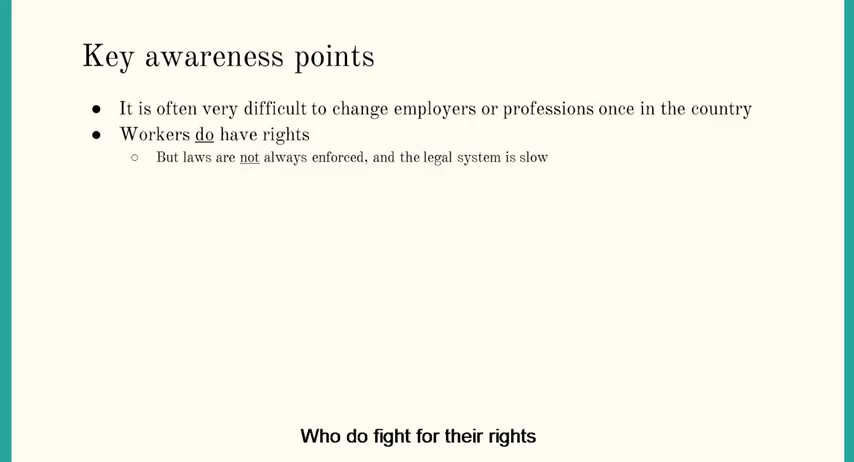 Key awareness points
● It is often very difficult to change employers or professions once in the country
● Workers do have rights
○ But laws are not always enforced, and the legal system is slow
Who do fight for their rights